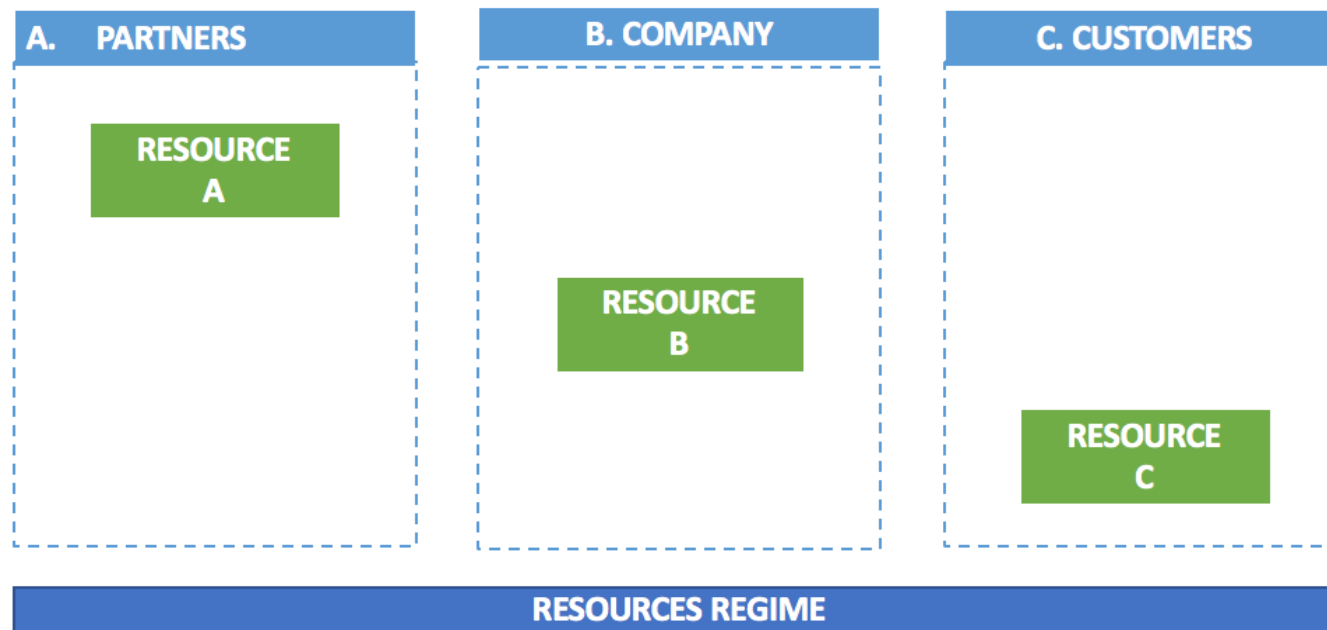 A. PARTNERS
B. COMPANY
C. CUSTOMERS
RESOURCE
A
RESOURCE
B
RESOURCE
C
RESOURCES REGIME